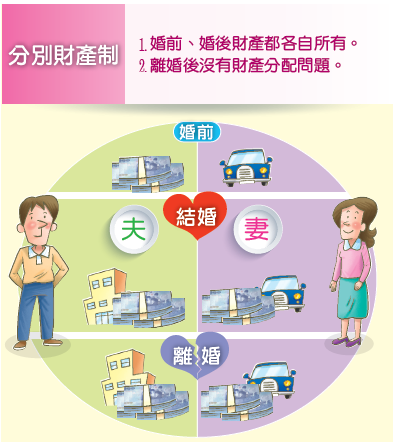 分別財產制
1. 婚前、婚後財產都各自所有。
2. 離婚後沒有財產分配問題。
婚前
結婚
夫
妻
離婚